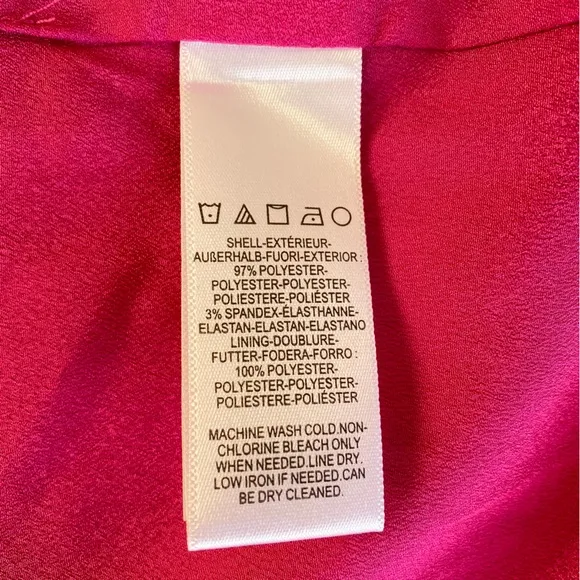 SHELL-EXTÉRIEUR-
AUßERHALB-FUORI-EXTERIOR :
97% POLYESTER-
POLYESTER-POLYESTER-
POLIESTERE-POLIÉSTER
3% SPANDEX-ÉLASTHANNE-
ELASTAN-ELASTAN-ELASTANO
LINING-DOUBLURE-
FUTTER-FODERA-FORRO :
100% POLYESTER-
POLYESTER-POLYESTER-
POLIESTERE-POLIÉSTER
MACHINE WASH COLD.NON-
CHLORINE BLEACH ONLY
WHEN NEEDED.LINE DRY.
LOW IRON IF NEEDED.CAN
BE DRY CLEANED.